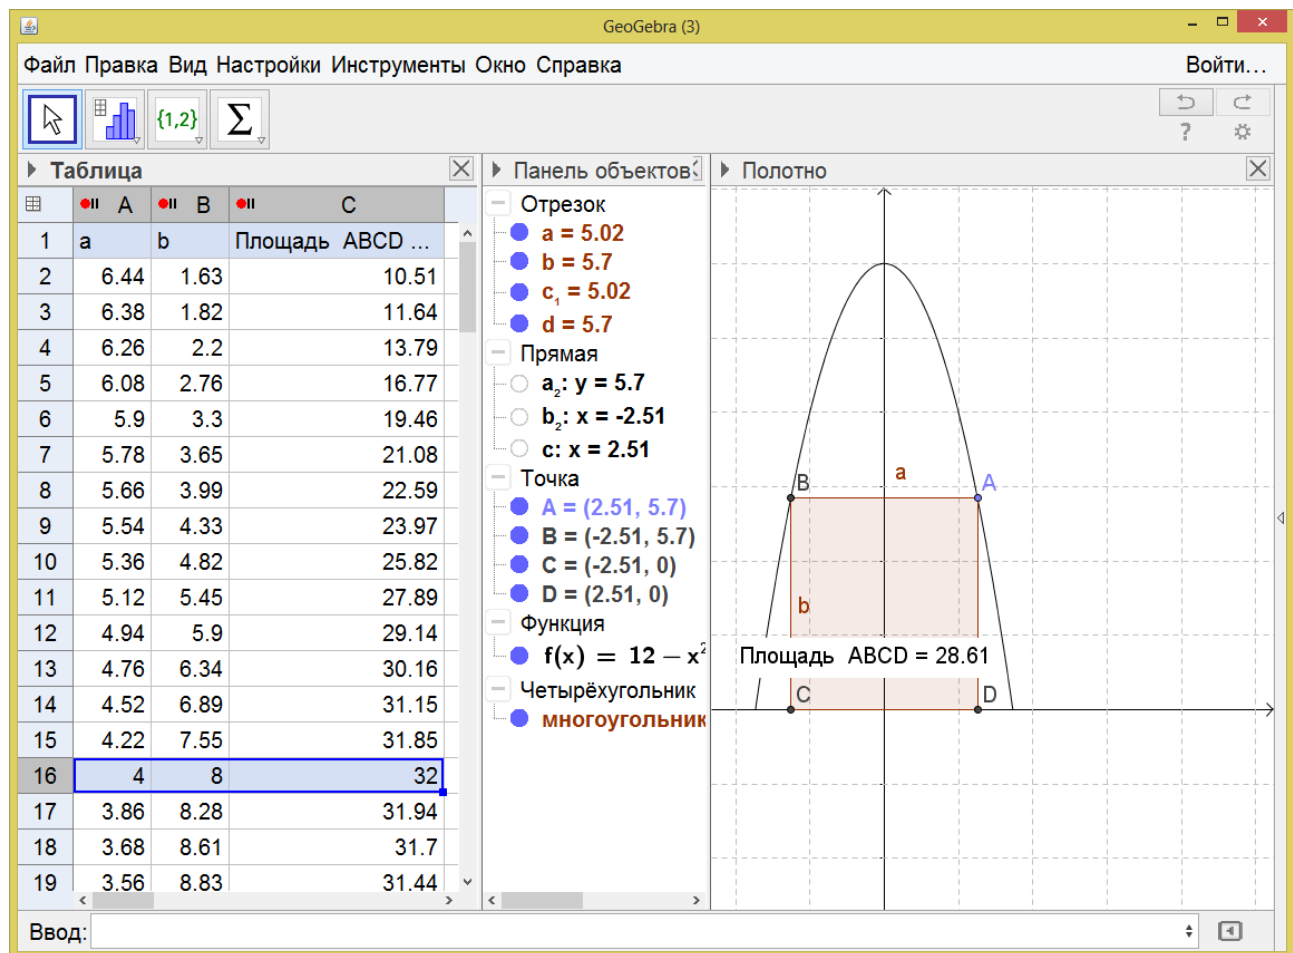 GeoGebra (3)
Файл Правка Вид Настройки Инструменты Окно Справка Войти...
{1,2} Σ
?
Таблица
A B C
1 a b Площадь ABCD ...
2 6.44 1.63 10.51
3 6.38 1.82 11.64
4 6.26 2.2 13.79
5 6.08 2.76 16.77
6 5.9 3.3 19.46
7 5.78 3.65 21.08
8 5.66 3.99 22.59
9 5.54 4.33 23.97
10 5.36 4.82 25.82
11 5.12 5.45 27.89
12 4.94 5.9 29.14
13 4.76 6.34 30.16
14 4.52 6.89 31.15
15 4.22 7.55 31.85
16 4 8 32
17 3.86 8.28 31.94
18 3.68 8.61 31.7
19 3.56 8.83 31.44
Панель объектов
Отрезок
a = 5.02
b = 5.7
c₁ = 5.02
d = 5.7
Прямая
a₂: y = 5.7
b₂: x = -2.51
c: x = 2.51
Точка
A = (2.51, 5.7)
B = (-2.51, 5.7)
C = (-2.51, 0)
D = (2.51, 0)
Функция
f(x) = 12 − x²
Четырёхугольник
многоугольник
Полотно
a
B A
b
Площадь ABCD = 28.61
C D
Ввод: